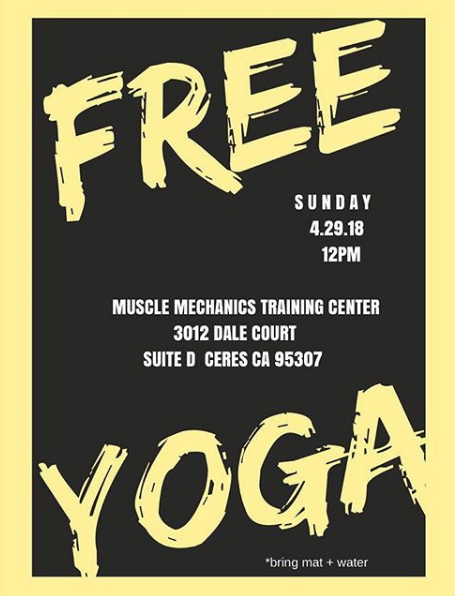 FREE
SUNDAY
4.29.18
12PM
MUSCLE MECHANICS TRAINING CENTER
3012 DALE COURT
SUITE D CERES CA 95307
YOGA
*bring mat + water